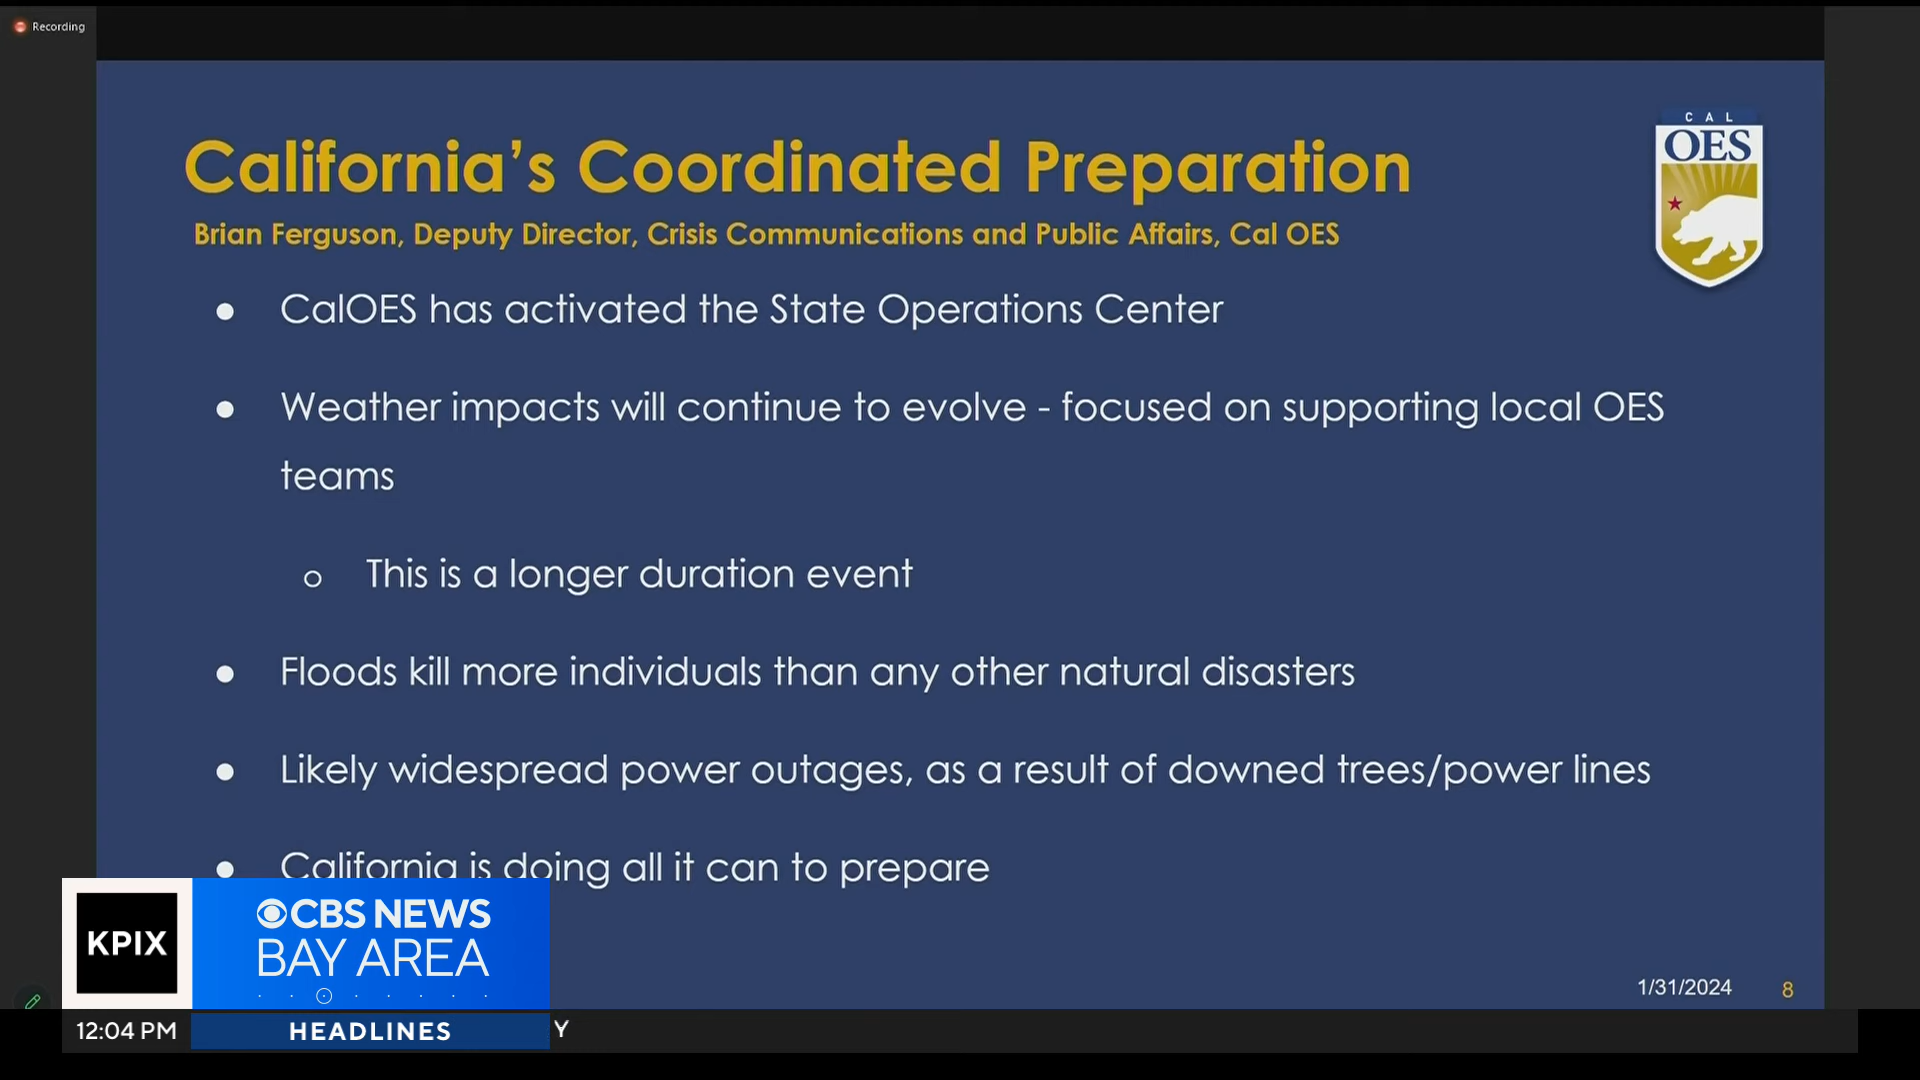 Recording
CAL
OES
California's Coordinated Preparation
Brian Ferguson, Deputy Director, Crisis Communications and Public Affairs, Cal OES
● CalOES has activated the State Operations Center
● Weather impacts will continue to evolve - focused on supporting local OES
teams
o This is a longer duration event
● Floods kill more individuals than any other natural disasters
● Likely widespread power outages, as a result of downed trees/power lines
● California is doing all it can to prepare
KPIX
CBS NEWS
BAY AREA
1/31/2024 8
12:04 PM HEADLINES Y